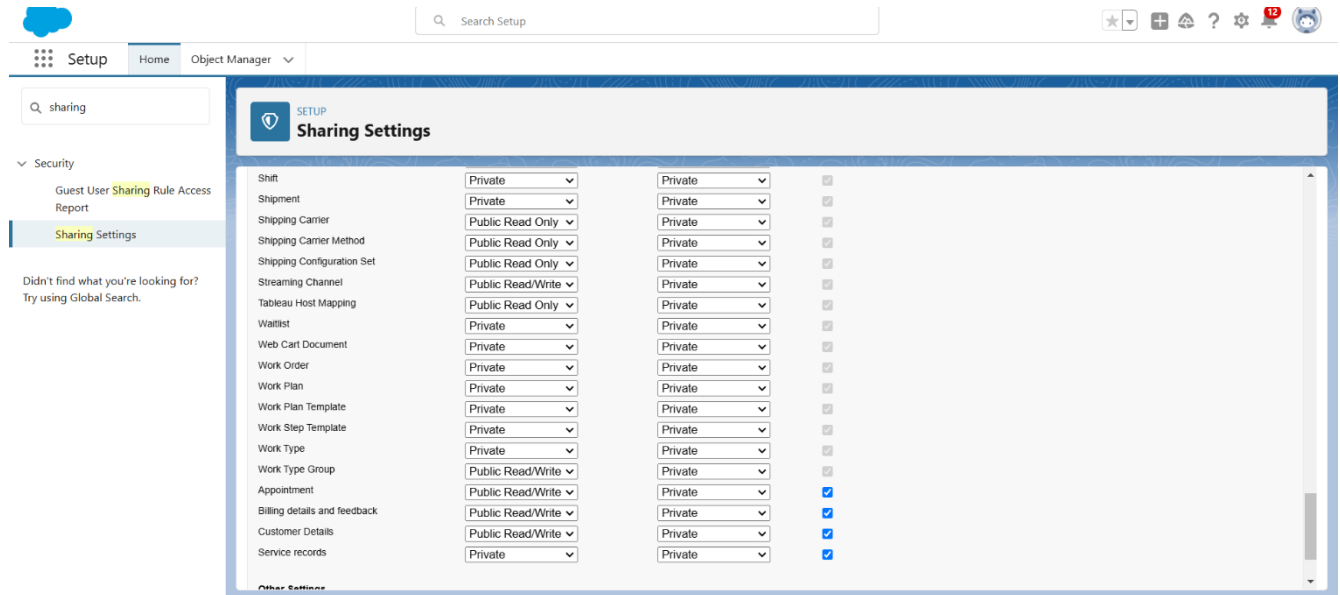 Search Setup
12
Setup Home Object Manager
sharing
SETUP
Sharing Settings
Security
Guest User Sharing Rule Access
Report
Sharing Settings
Didn't find what you're looking for?
Try using Global Search.
Shift Private Private
Shipment Private Private
Shipping Carrier Public Read Only Private
Shipping Carrier Method Public Read Only Private
Shipping Configuration Set Public Read Only Private
Streaming Channel Public Read/Write Private
Tableau Host Mapping Public Read Only Private
Waitlist Private Private
Web Cart Document Private Private
Work Order Private Private
Work Plan Private Private
Work Plan Template Private Private
Work Step Template Private Private
Work Type Private Private
Work Type Group Public Read/Write Private
Appointment Public Read/Write Private
Billing details and feedback Public Read/Write Private
Customer Details Public Read/Write Private
Service records Private Private
Other Settings